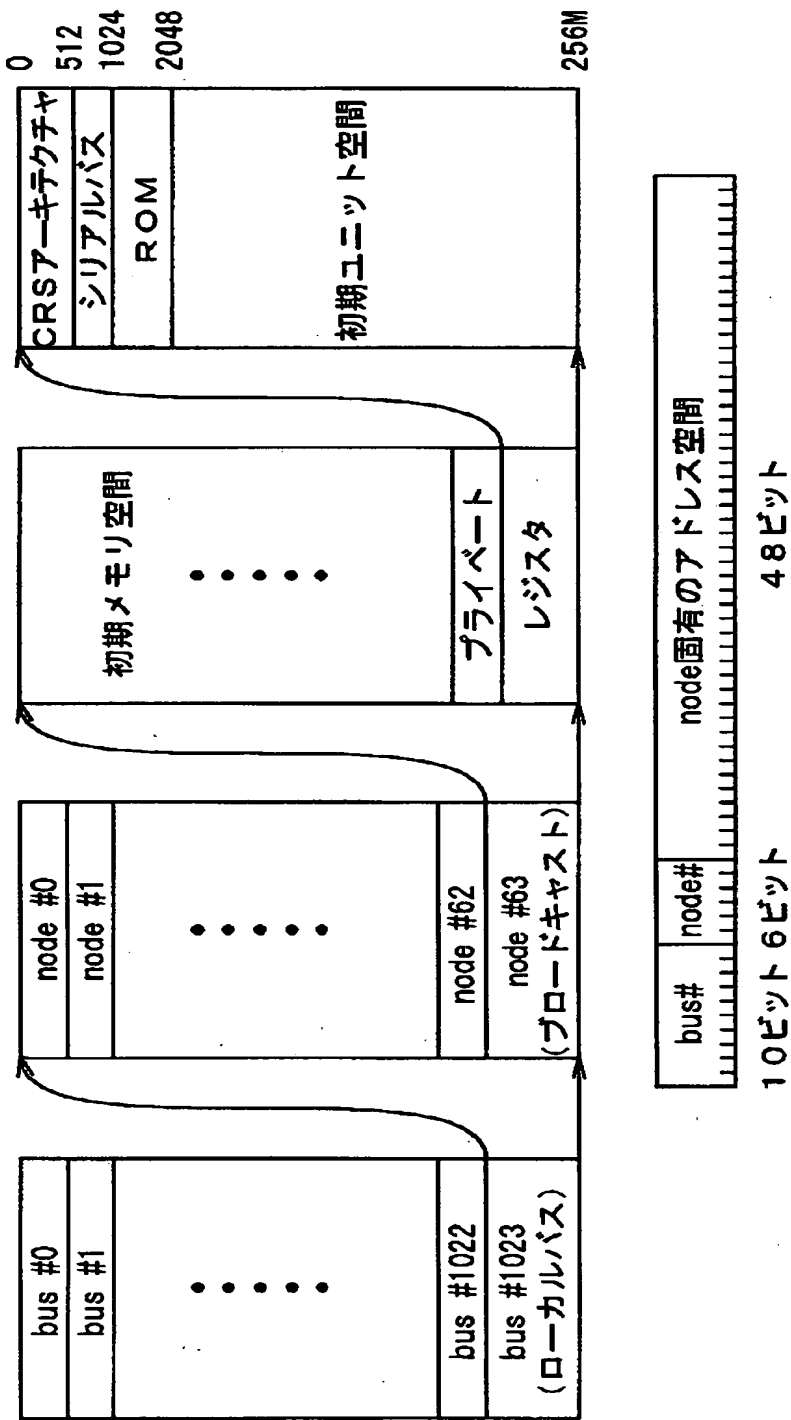 bus #0
bus #1
bus #1022
bus #1023
(ローカルバス)
node #0
node #1
node #62
node #63
(ブロードキャスト)
初期メモリ空間
プライベート
レジスタ
CRSアーキテクチャ
シリアルバス
ROM
初期ユニット空間
0
512
1024
2048
256M
bus#
node#
node固有のアドレス空間
10ビット 6ビット
48ビット